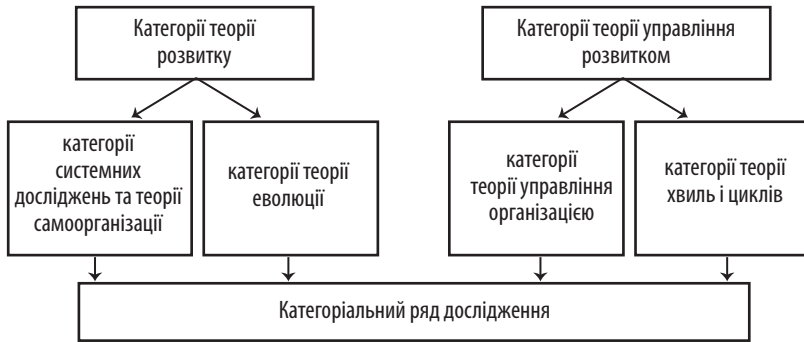 Категорії теорії
розвитку
Категорії теорії управління
розвитком
категорії
системних
досліджень та теорії
самоорганізації
категорії теорії
еволюції
категорії
теорії управління
організацією
категорії теорії
хвиль і циклів
Категоріальний ряд дослідження